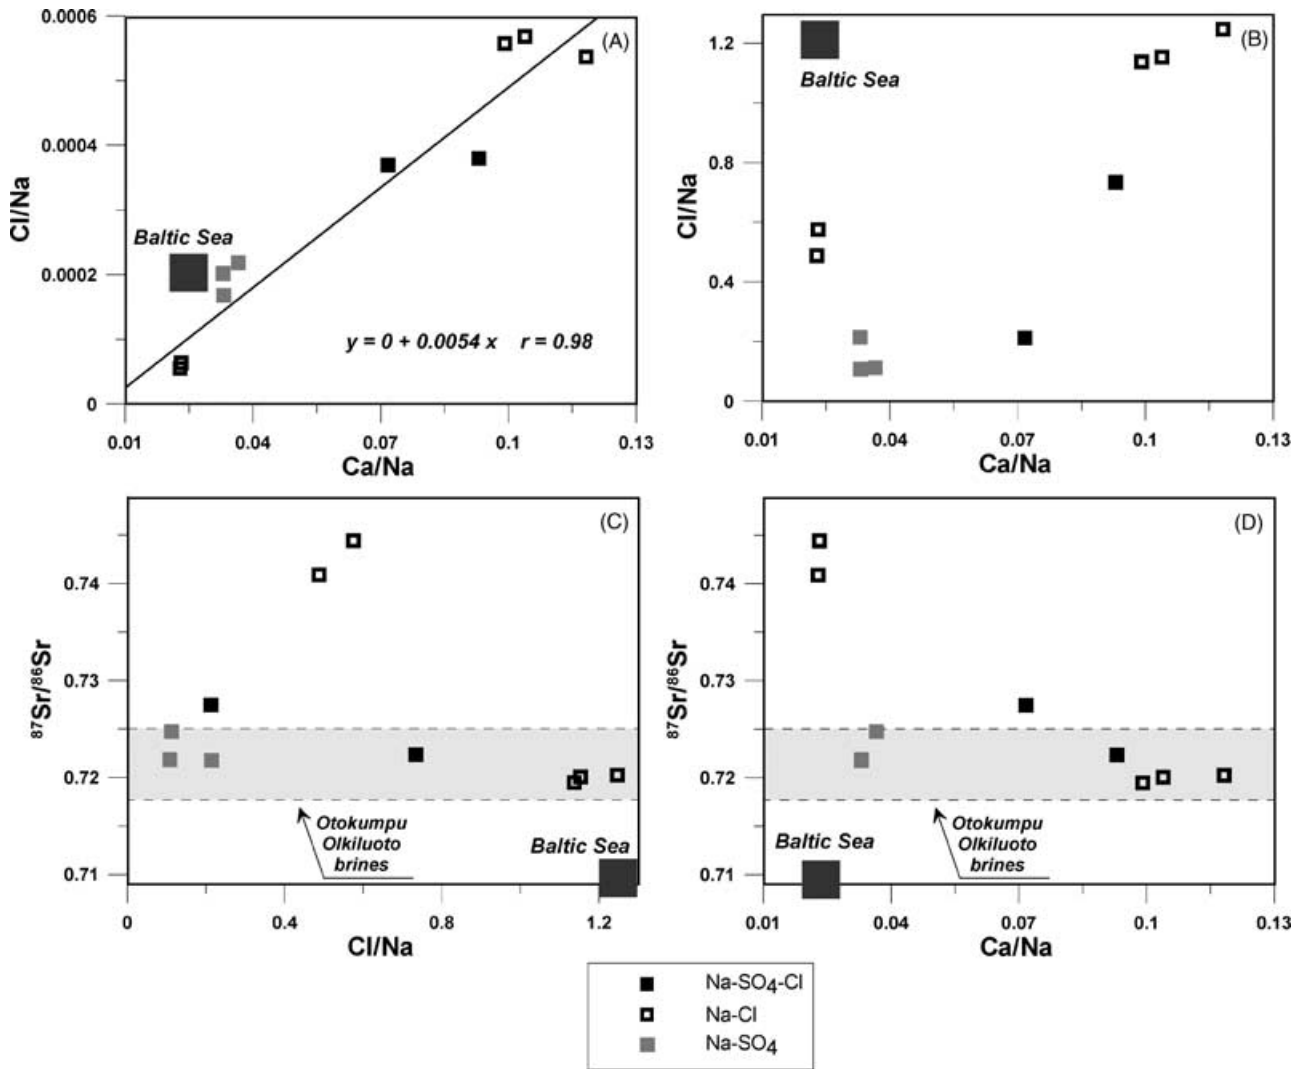 0.0006
(A)
0.0004
Cl/Na
Baltic Sea
0.0002
y = 0 + 0.0054 x r = 0.98
0
0.01 0.04 0.07 0.1 0.13
Ca/Na
(B)
1.2
Baltic Sea
0.8
Cl/Na
0.4
0
0.01 0.04 0.07 0.1 0.13
Ca/Na
(C)
0.74
0.73
87Sr/86Sr
0.72
Otokumpu
Olkiluoto
brines
Baltic Sea
0.71
0 0.4 0.8 1.2
Cl/Na
(D)
0.74
0.73
87Sr/86Sr
0.72
Otokumpu
Olkiluoto
brines
Baltic Sea
0.71
0.01 0.04 0.07 0.1 0.13
Ca/Na
Na-SO4-Cl
Na-Cl
Na-SO4